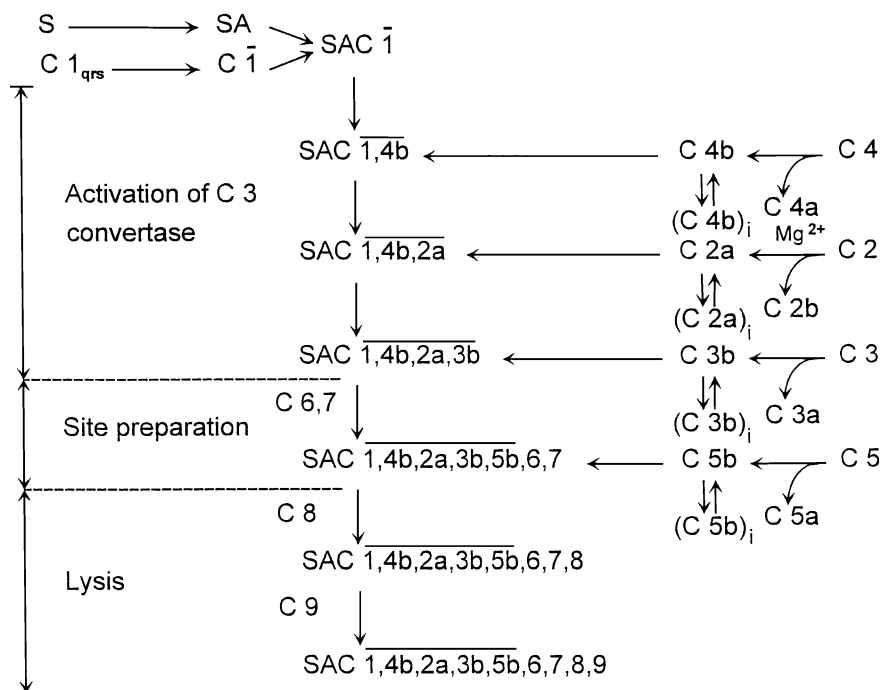 S SA
SAC 1̄
C 1qrs C 1̄
SAC 1,4b C 4b C 4
Activation of C 3
convertase
(C 4b)i C 4a
Mg 2+
SAC 1,4b,2a C 2a C 2
(C 2a)i C 2b
SAC 1,4b,2a,3b C 3b C 3
C 6,7
Site preparation (C 3b)i C 3a
SAC 1,4b,2a,3b,5b,6,7 C 5b C 5
C 8 (C 5b)i C 5a
SAC 1,4b,2a,3b,5b,6,7,8
Lysis
C 9
SAC 1,4b,2a,3b,5b,6,7,8,9